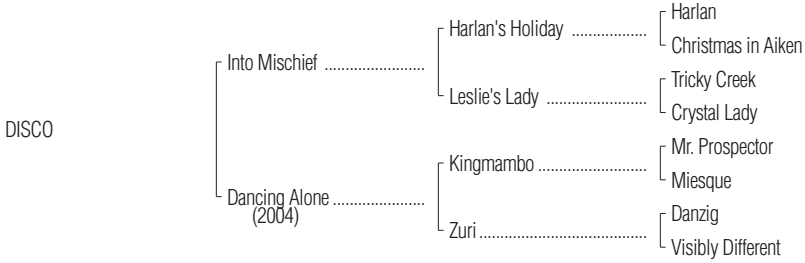 Harlan
Harlan's Holiday ..................
Christmas in Aiken
Into Mischief ........................
Tricky Creek
Leslie's Lady ........................
Crystal Lady
DISCO
Mr. Prospector
Kingmambo ..........................
Miesque
Dancing Alone ......................
(2004)
Danzig
Zuri ........................................
Visibly Different